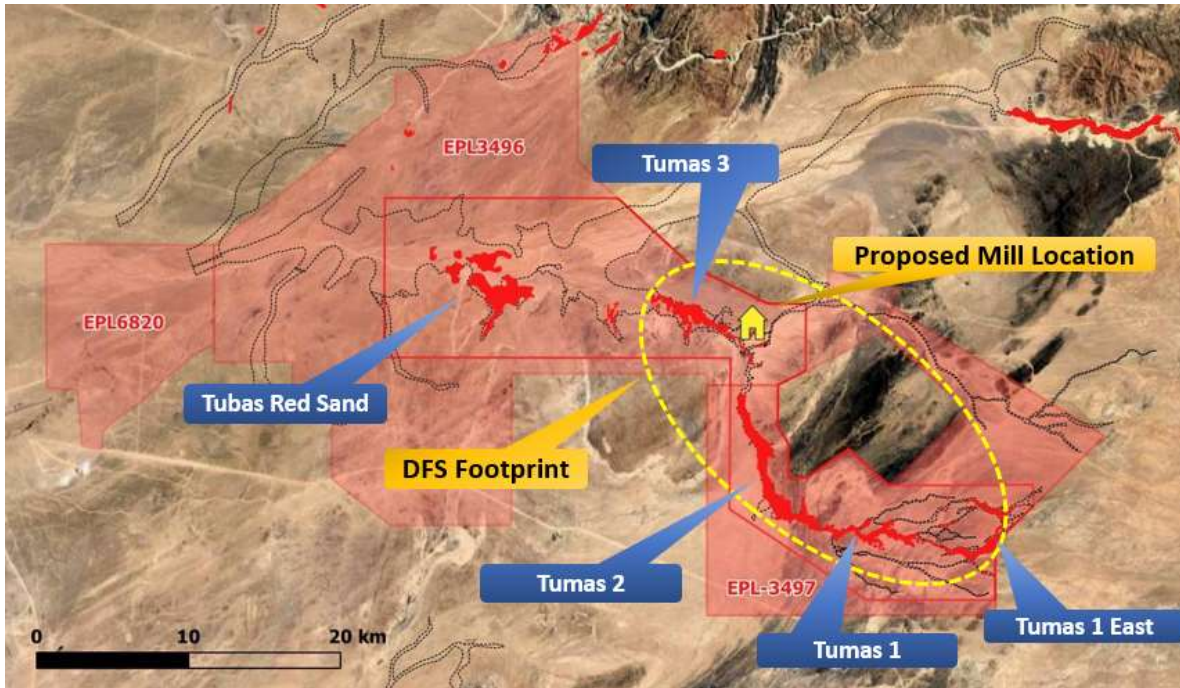 EPL3496
Tumas 3
Proposed Mill Location
EPL6820
Tubas Red Sand
DFS Footprint
Tumas 2
EPL-3497
Tumas 1
Tumas 1 East
0 10 20 km